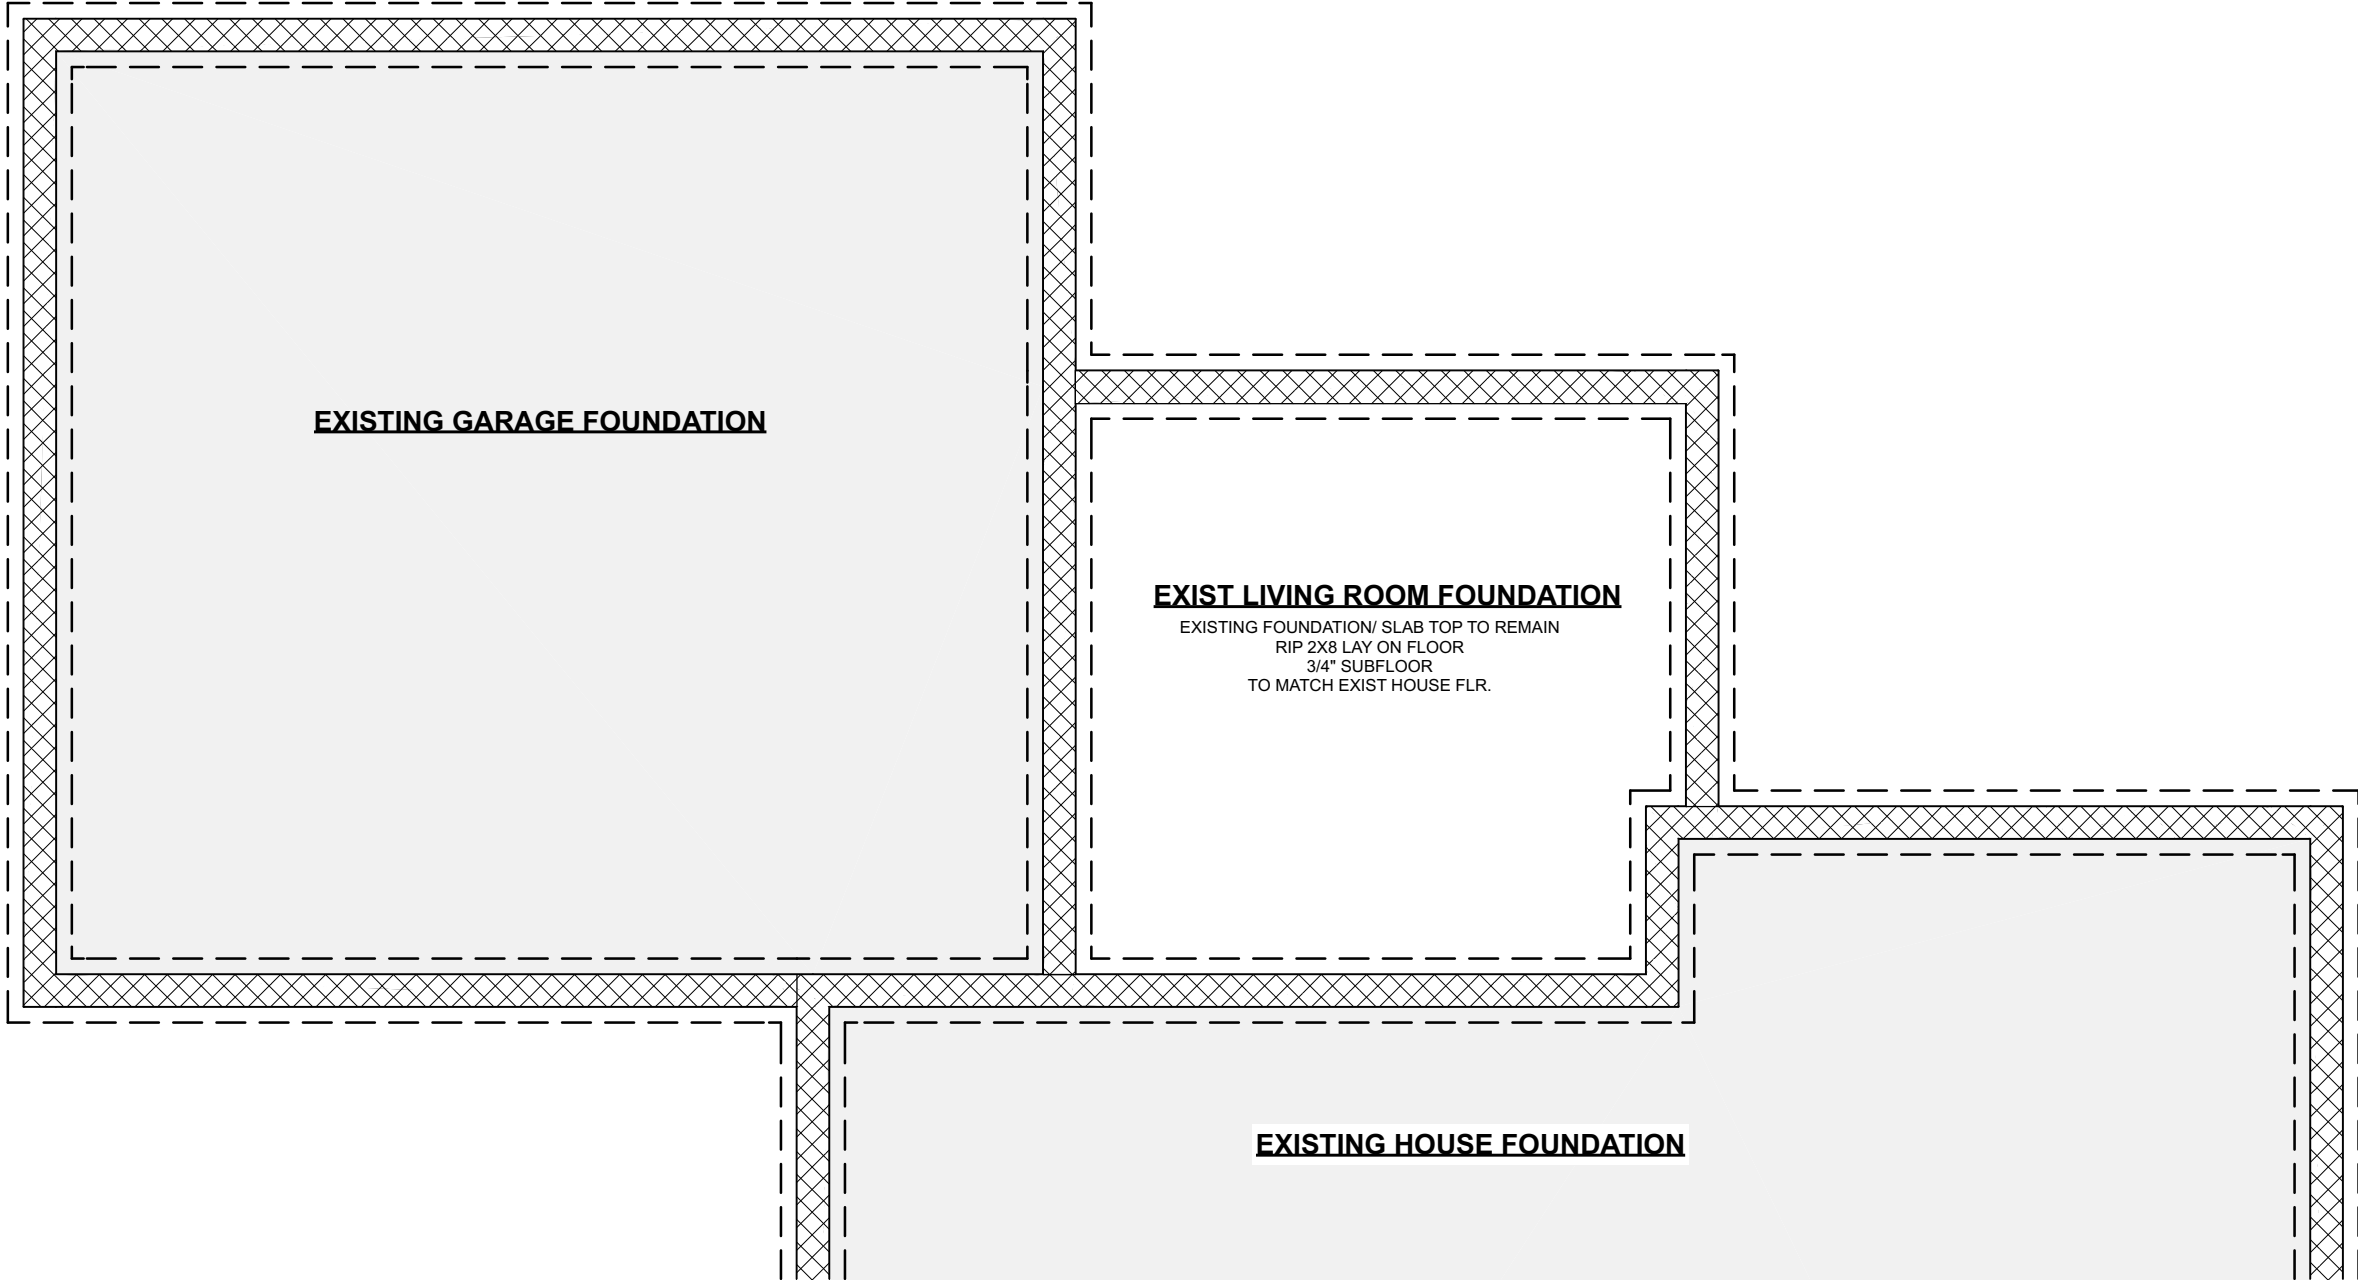 EXISTING GARAGE FOUNDATION
EXIST LIVING ROOM FOUNDATION
EXISTING FOUNDATION/ SLAB TOP TO REMAIN
RIP 2X8 LAY ON FLOOR
3/4" SUBFLOOR
TO MATCH EXIST HOUSE FLR.
EXISTING HOUSE FOUNDATION